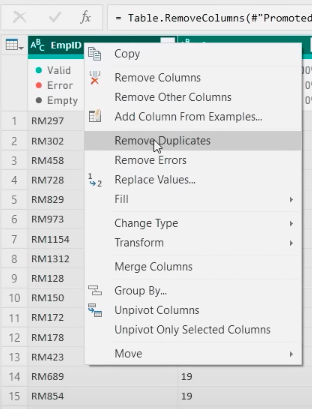 fx = Table.RemoveColumns(#"Promoted
ABC EmpID
Valid
Error
Empty
Copy
Remove Columns
Remove Other Columns
Add Column From Examples...
Remove Duplicates
Remove Errors
Replace Values...
Fill
Change Type
Transform
Merge Columns
Group By...
Unpivot Columns
Unpivot Only Selected Columns
Move
1 RM297
2 RM302
3 RM458
4 RM728
5 RM829
6 RM973
7 RM1154
8 RM1312
9 RM128
10 RM150
11 RM172
12 RM178
13 RM423
14 RM689 19
15 RM854 19